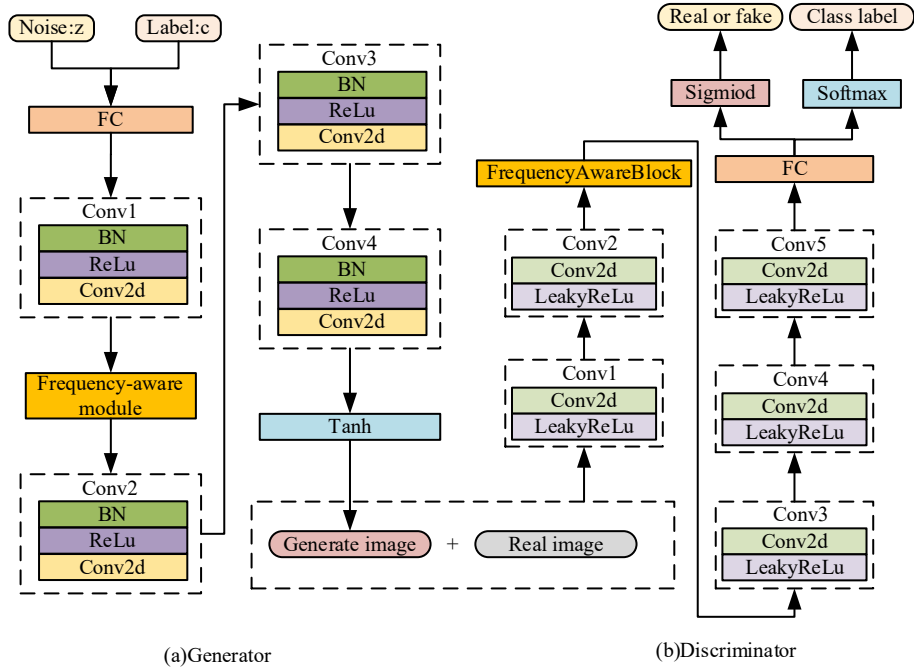 Noise:z
Label:c
FC
Conv1
BN
ReLu
Conv2d
Frequency-aware
module
Conv2
BN
ReLu
Conv2d
Conv3
BN
ReLu
Conv2d
Conv4
BN
ReLu
Conv2d
Tanh
Generate image
+
Real image
Conv1
Conv2d
LeakyReLu
Conv2
Conv2d
LeakyReLu
FrequencyAwareBlock
Conv3
Conv2d
LeakyReLu
Conv4
Conv2d
LeakyReLu
Conv5
Conv2d
LeakyReLu
FC
Sigmiod
Softmax
Real or fake
Class label
(a)Generator
(b)Discriminator